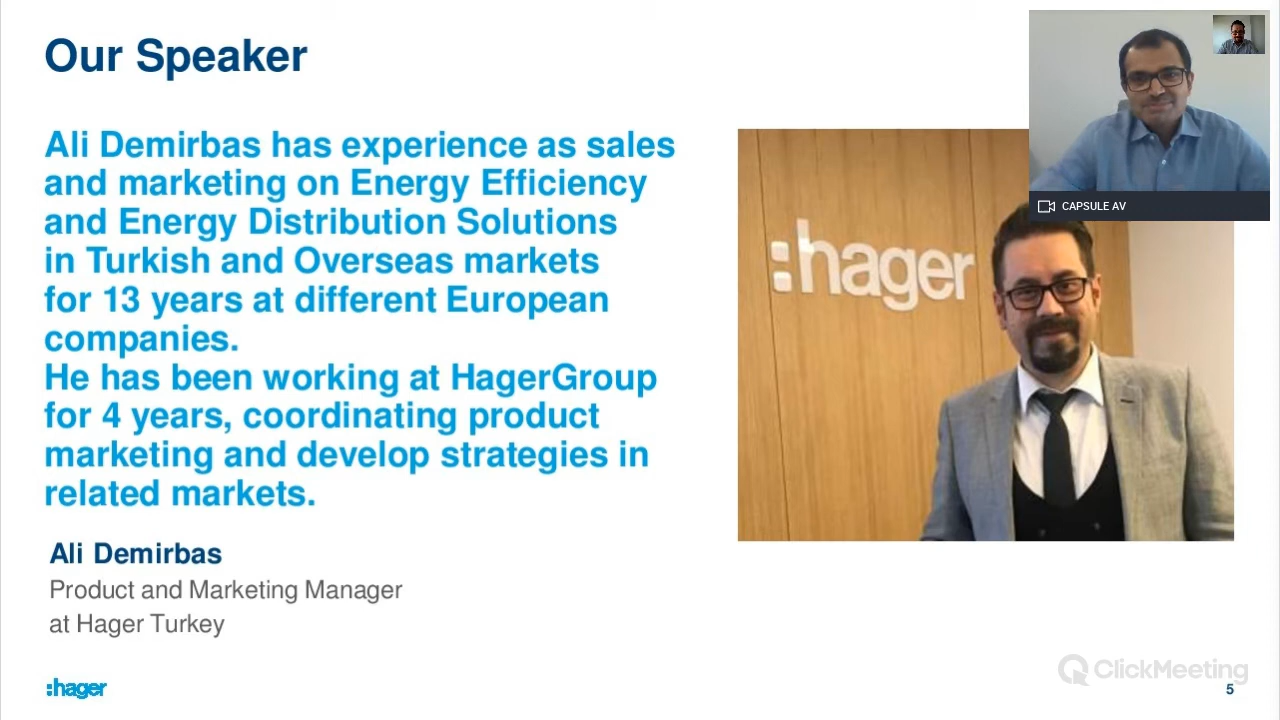 Our Speaker
Ali Demirbas has experience as sales
and marketing on Energy Efficiency
and Energy Distribution Solutions
in Turkish and Overseas markets
for 13 years at different European
companies.
He has been working at HagerGroup
for 4 years, coordinating product
marketing and develop strategies in
related markets.
Ali Demirbas
Product and Marketing Manager
at Hager Turkey
:hager
CAPSULE AV
:hager
ClickMeeting
5